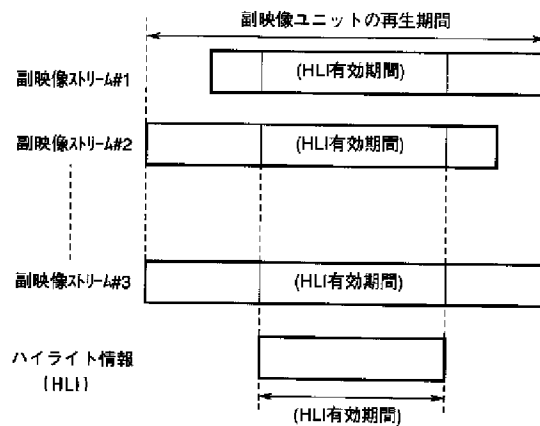 副映像ユニットの再生期間
副映像ストリーム#1
(HLI有効期間)
副映像ストリーム#2
(HLI有効期間)
副映像ストリーム#3
(HLI有効期間)
ハイライト情報
(HLI)
(HLI有効期間)